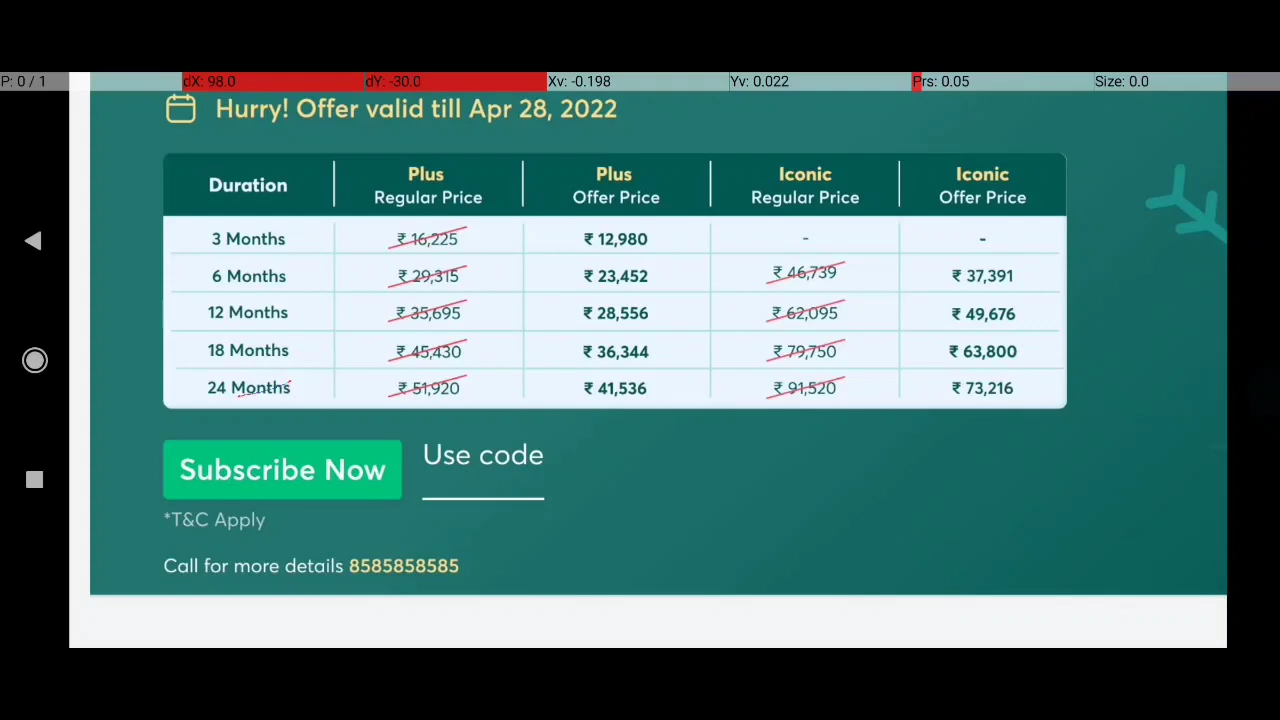 P: 0 / 1 dX: 98.0 dY: -30.0 Xv: -0.198 Yv: 0.022 Prs: 0.05 Size: 0.0
Hurry! Offer valid till Apr 28, 2022
Duration Plus Regular Price Plus Offer Price Iconic Regular Price Iconic Offer Price
3 Months ₹ 16,225 ₹ 12,980 - -
6 Months ₹ 29,315 ₹ 23,452 ₹ 46,739 ₹ 37,391
12 Months ₹ 35,695 ₹ 28,556 ₹ 62,095 ₹ 49,676
18 Months ₹ 45,430 ₹ 36,344 ₹ 79,750 ₹ 63,800
24 Months ₹ 51,920 ₹ 41,536 ₹ 91,520 ₹ 73,216
Subscribe Now Use code
*T&C Apply
Call for more details 8585858585